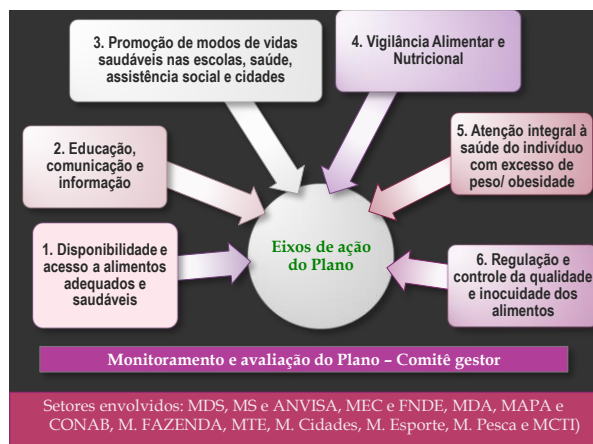 3. Promoção de modos de vidas
saudáveis nas escolas, saúde,
assistência social e cidades
4. Vigilância Alimentar e
Nutricional
2. Educação,
comunicação e
informação
5. Atenção integral à
saúde do indivíduo
com excesso de
peso/ obesidade
1. Disponibilidade e
acesso a alimentos
adequados e
saudáveis
Eixos de ação
do Plano
6. Regulação e
controle da qualidade
e inocuidade dos
alimentos
Monitoramento e avaliação do Plano – Comitê gestor
Setores envolvidos: MDS, MS e ANVISA, MEC e FNDE, MDA, MAPA e
CONAB, M. FAZENDA, MTE, M. Cidades, M. Esporte, M. Pesca e MCTI)